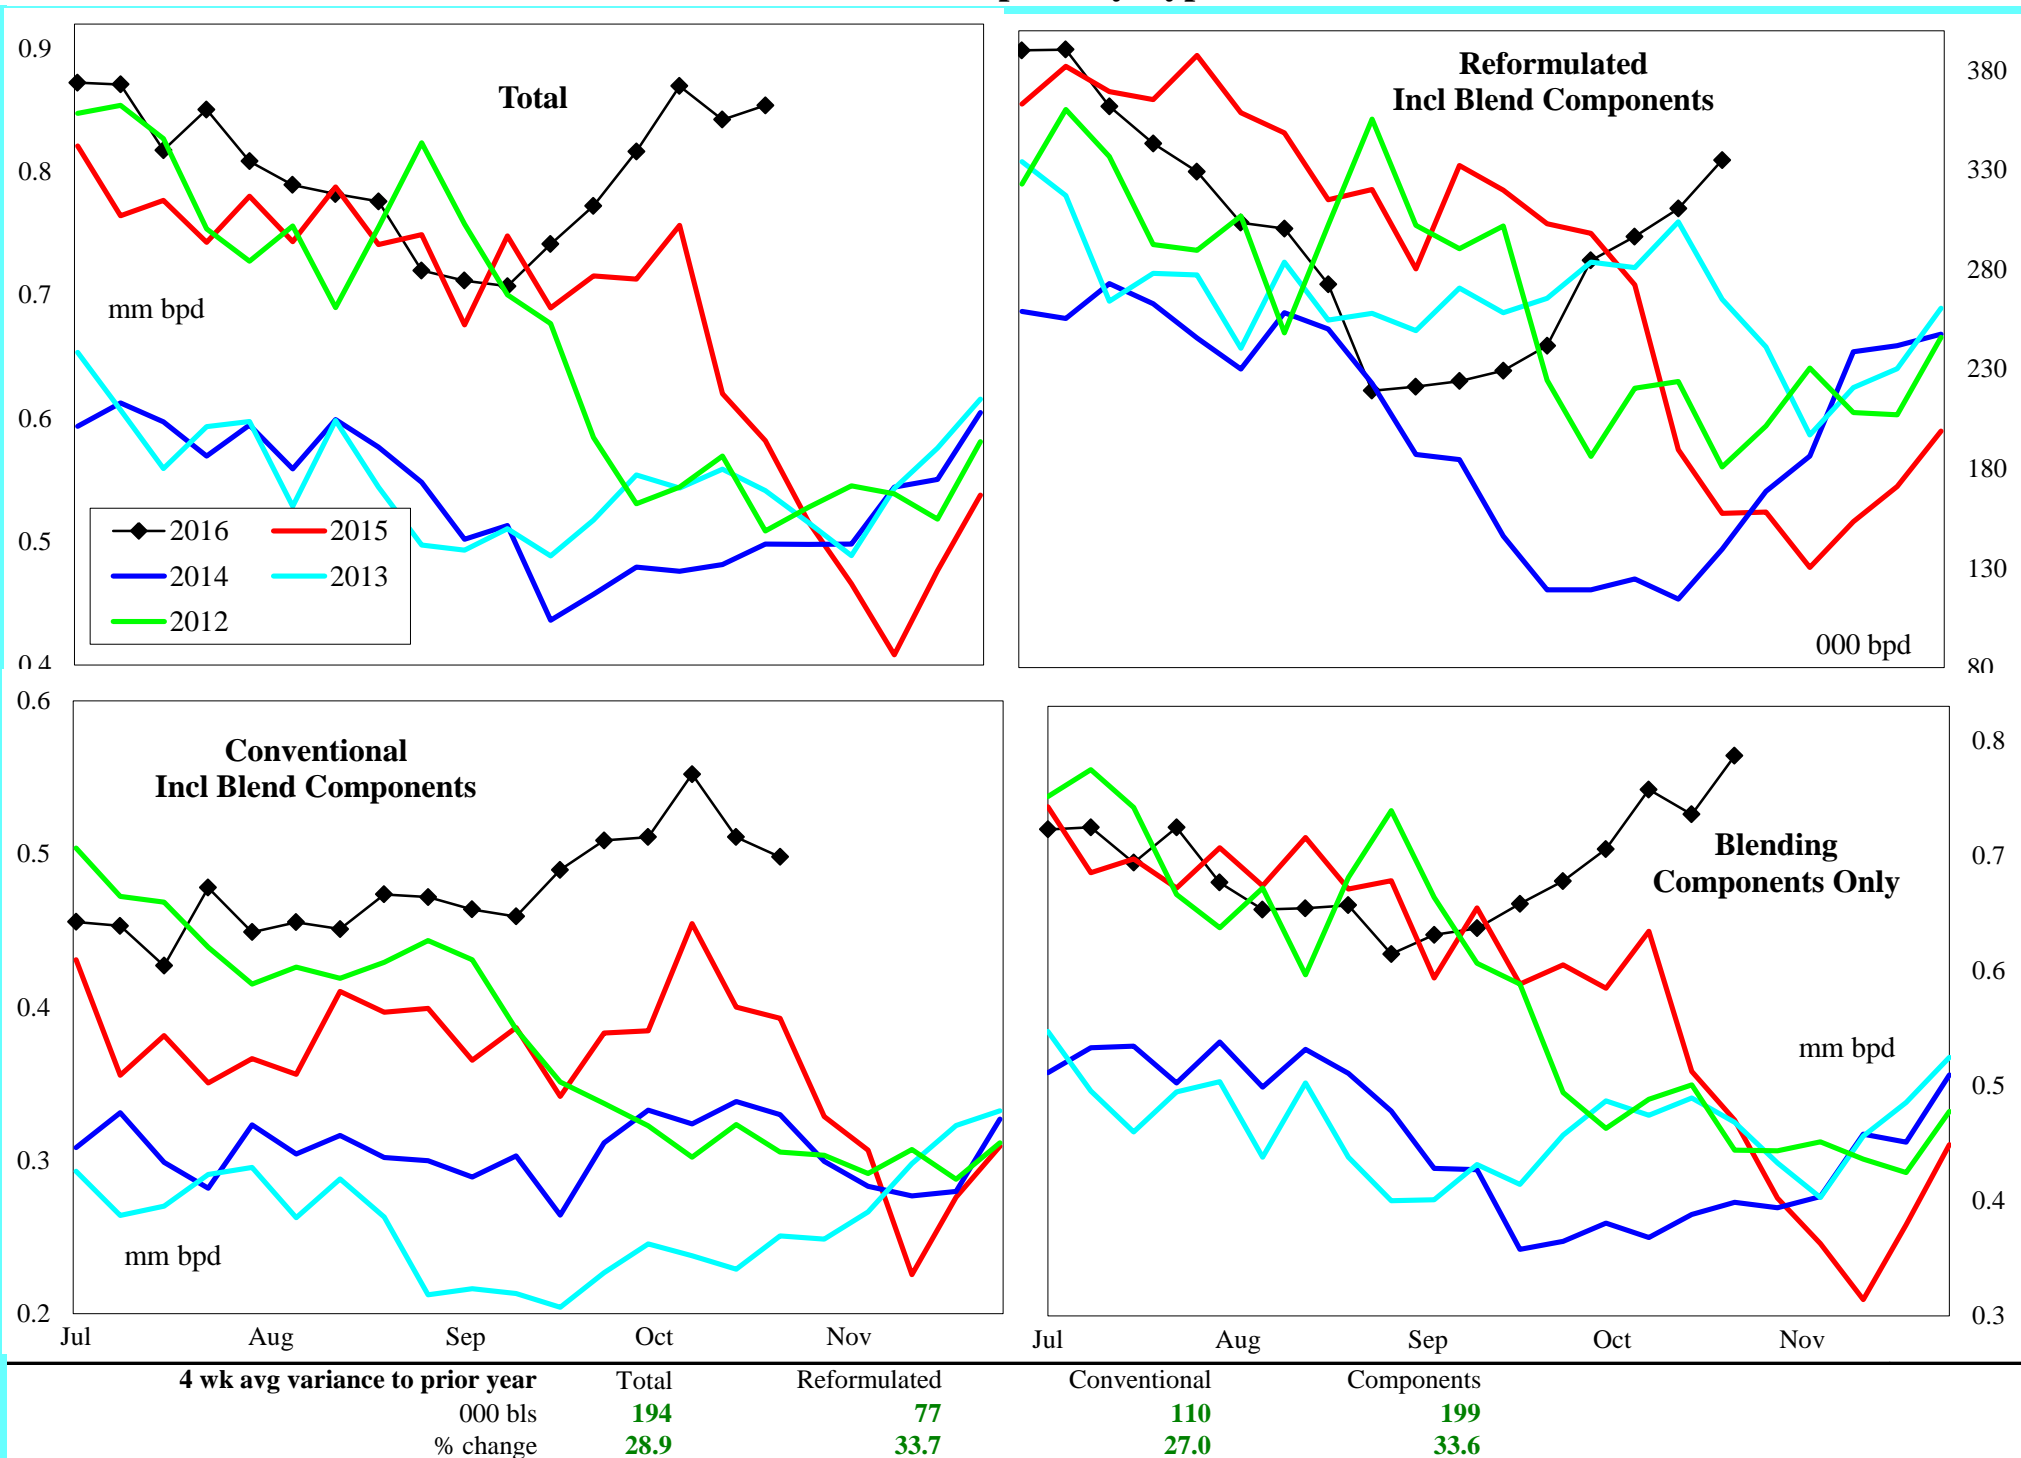 0.9
0.8
0.7
0.6
0.5
0.4
Total
mm bpd
2016
2015
2014
2013
2012
Reformulated
Incl Blend Components
380
330
280
230
180
130
80
000 bpd
0.6
0.5
0.4
0.3
0.2
Conventional
Incl Blend Components
mm bpd
Jul Aug Sep Oct Nov
Blending
Components Only
mm bpd
0.8
0.7
0.6
0.5
0.4
0.3
Jul Aug Sep Oct Nov
4 wk avg variance to prior year Total Reformulated Conventional Components
000 bls 194 77 110 199
% change 28.9 33.7 27.0 33.6